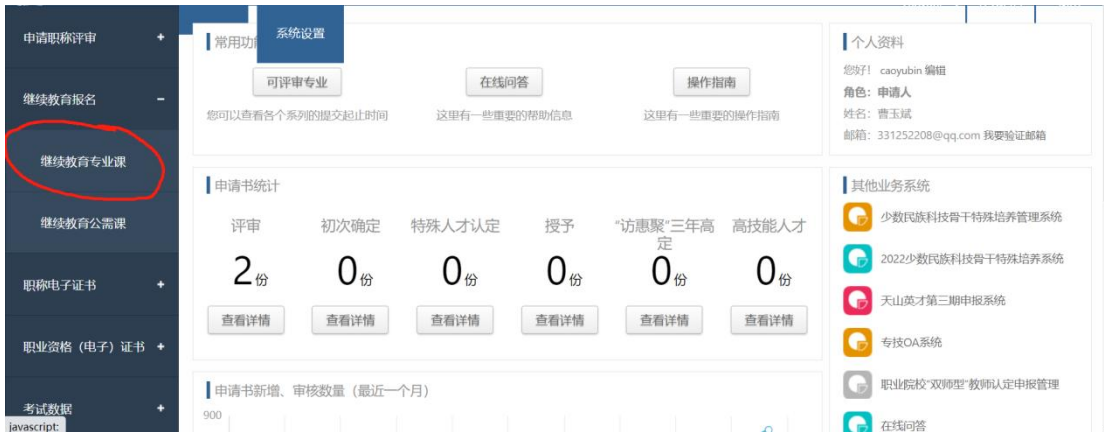 申请职称评审 +
继续教育报名 −
继续教育专业课
继续教育公需课
职称电子证书 +
职业资格（电子）证书 +
考试数据 +
javascript:
系统设置
常用功
可评审专业
在线问答
操作指南
您可以查看各个系列的提交起止时间
这里有一些重要的帮助信息
这里有一些重要的操作指南
申请书统计
评审
初次确定
特殊人才认定
授予
“访惠聚”三年高
定
高技能人才
2份
0份
0份
0份
0份
0份
查看详情
查看详情
查看详情
查看详情
查看详情
查看详情
申请书新增、审核数量（最近一个月）
900
个人资料
您好！ caoyubin 编辑
角色：申请人
姓名：曹玉斌
邮箱：331252208@qq.com 我要验证邮箱
其他业务系统
少数民族科技骨干特殊培养管理系统
2022少数民族科技骨干特殊培养系统
天山英才第三期申报系统
专技OA系统
职业院校“双师型”教师认定申报管理
在线问答